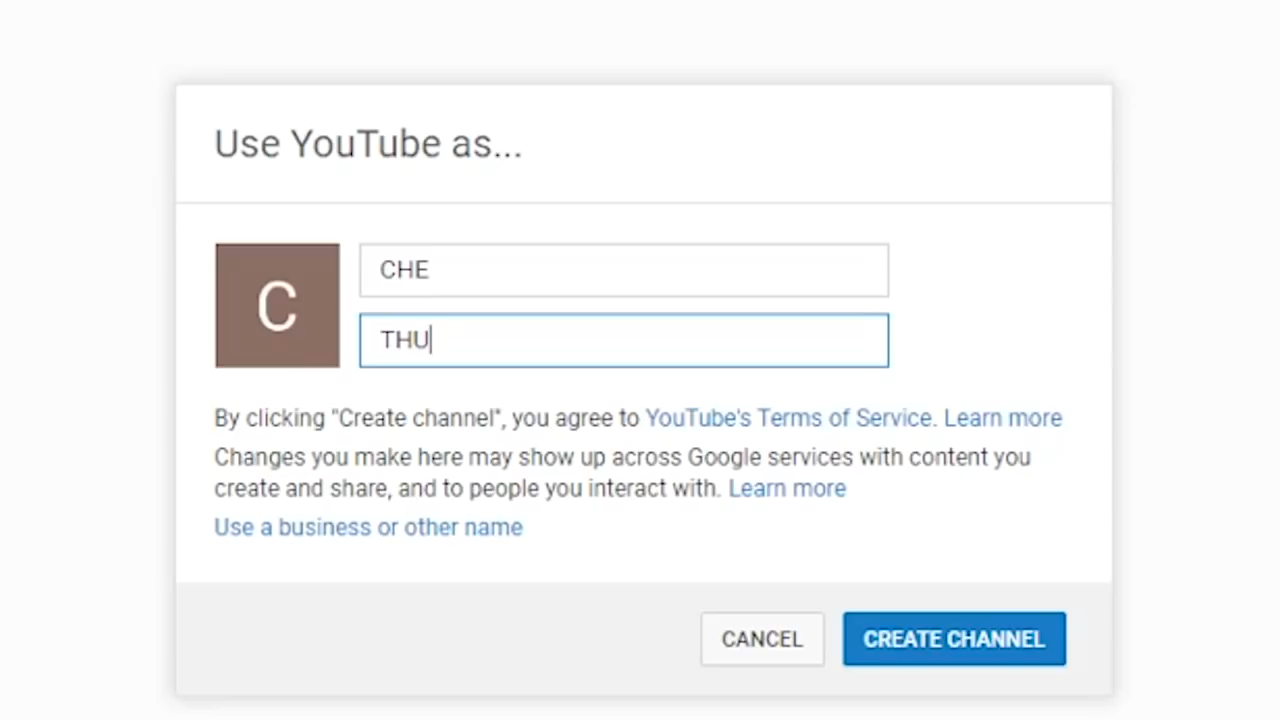 Use YouTube as...
C
CHE
THU
By clicking "Create channel", you agree to YouTube's Terms of Service. Learn more
Changes you make here may show up across Google services with content you
create and share, and to people you interact with. Learn more
Use a business or other name
CANCEL CREATE CHANNEL